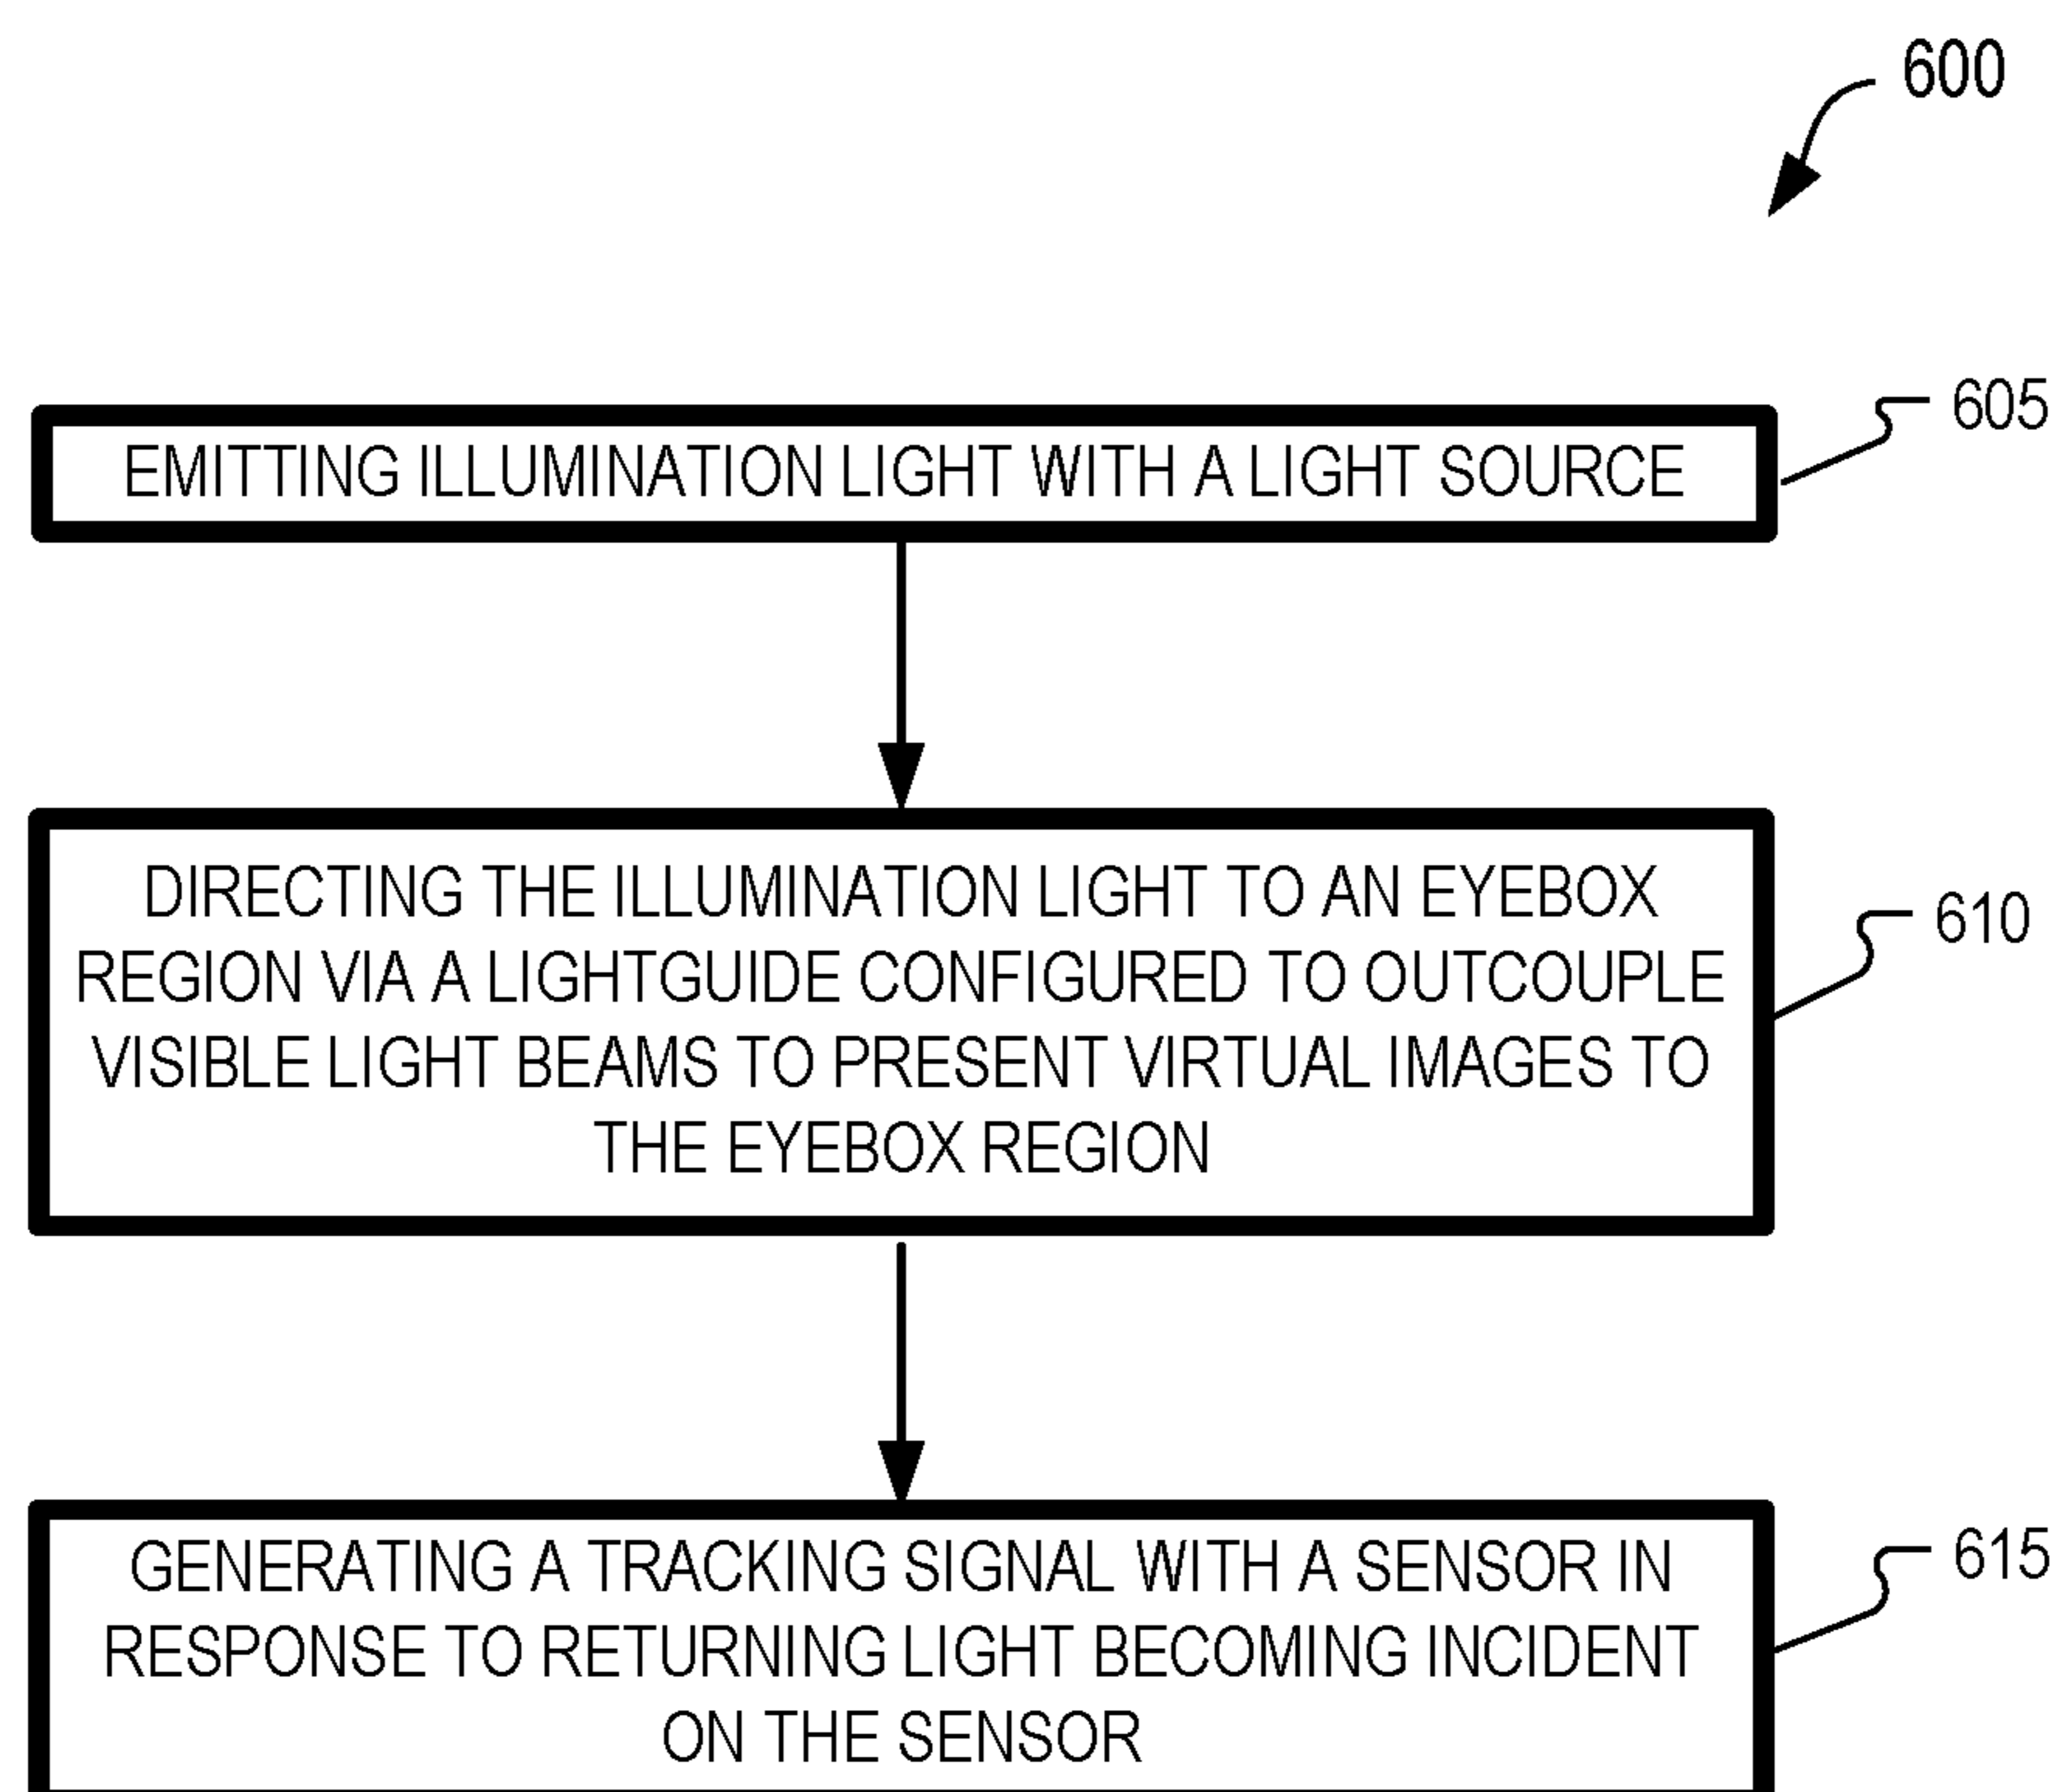 600
EMITTING ILLUMINATION LIGHT WITH A LIGHT SOURCE
605
DIRECTING THE ILLUMINATION LIGHT TO AN EYEBOX
REGION VIA A LIGHTGUIDE CONFIGURED TO OUTCOUPLE
VISIBLE LIGHT BEAMS TO PRESENT VIRTUAL IMAGES TO
THE EYEBOX REGION
610
GENERATING A TRACKING SIGNAL WITH A SENSOR IN
RESPONSE TO RETURNING LIGHT BECOMING INCIDENT
ON THE SENSOR
615